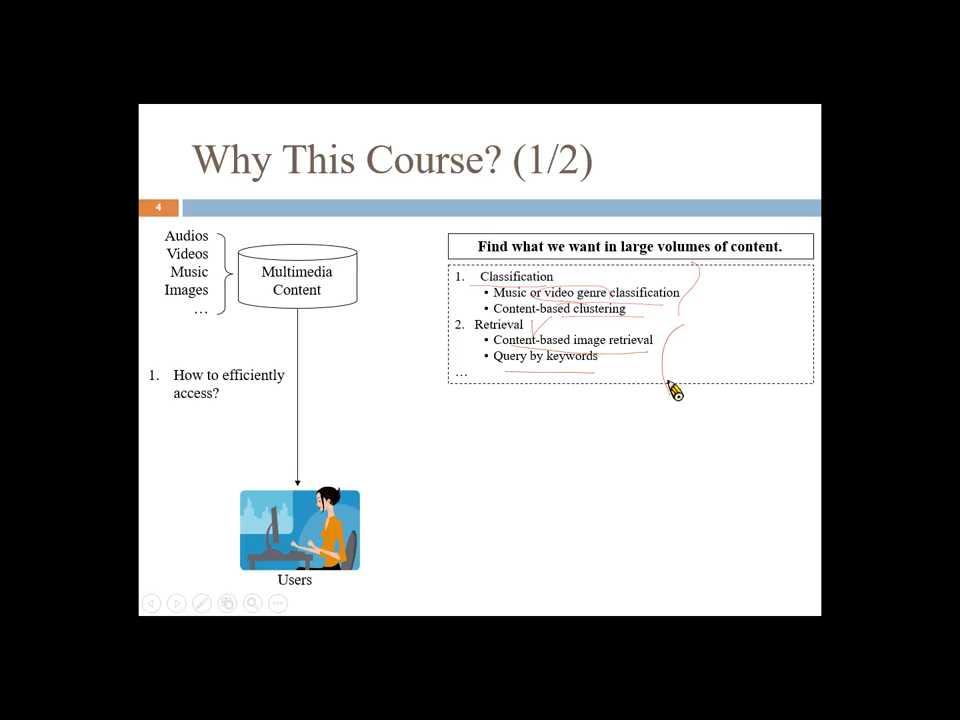 Why This Course? (1/2)
4
Audios
Videos
Music
Images
…
Multimedia
Content
1. How to efficiently
access?
Users
Find what we want in large volumes of content.
1. Classification
• Music or video genre classification
• Content-based clustering
2. Retrieval
• Content-based image retrieval
• Query by keywords
…